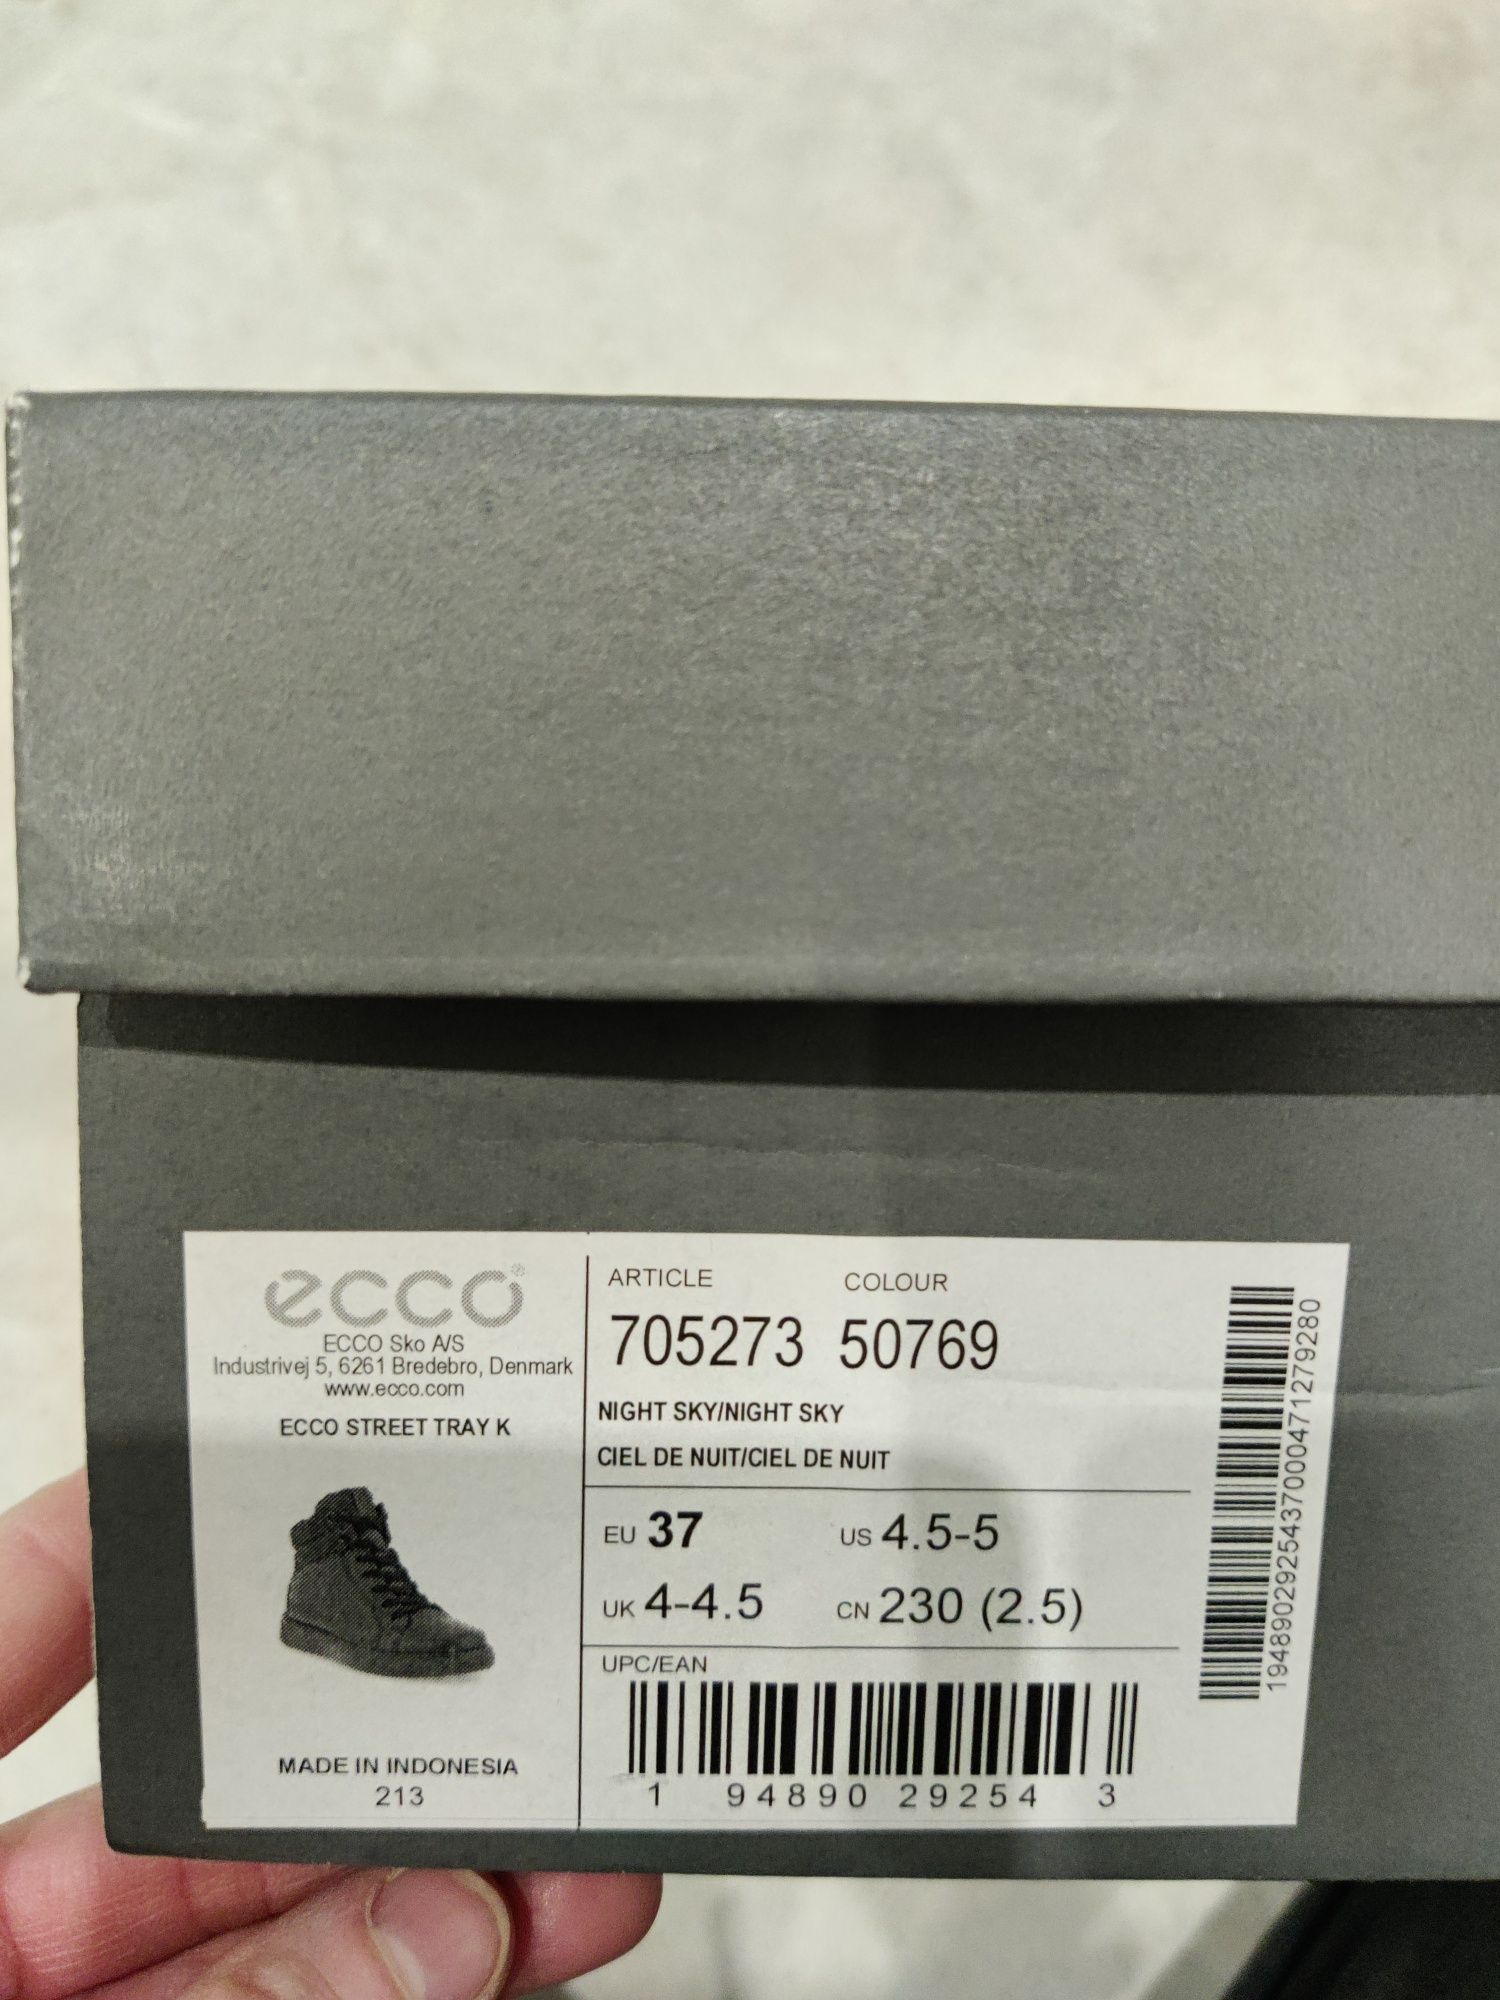 ecco®
ECCO Sko A/S
Industrivej 5, 6261 Bredebro, Denmark
www.ecco.com
ECCO STREET TRAY K
MADE IN INDONESIA
213
ARTICLE COLOUR
705273 50769
NIGHT SKY/NIGHT SKY
CIEL DE NUIT/CIEL DE NUIT
EU 37 US 4.5-5
UK 4-4.5 CN 230 (2.5)
UPC/EAN
1 94890 29254 3
1948902925437000471279280